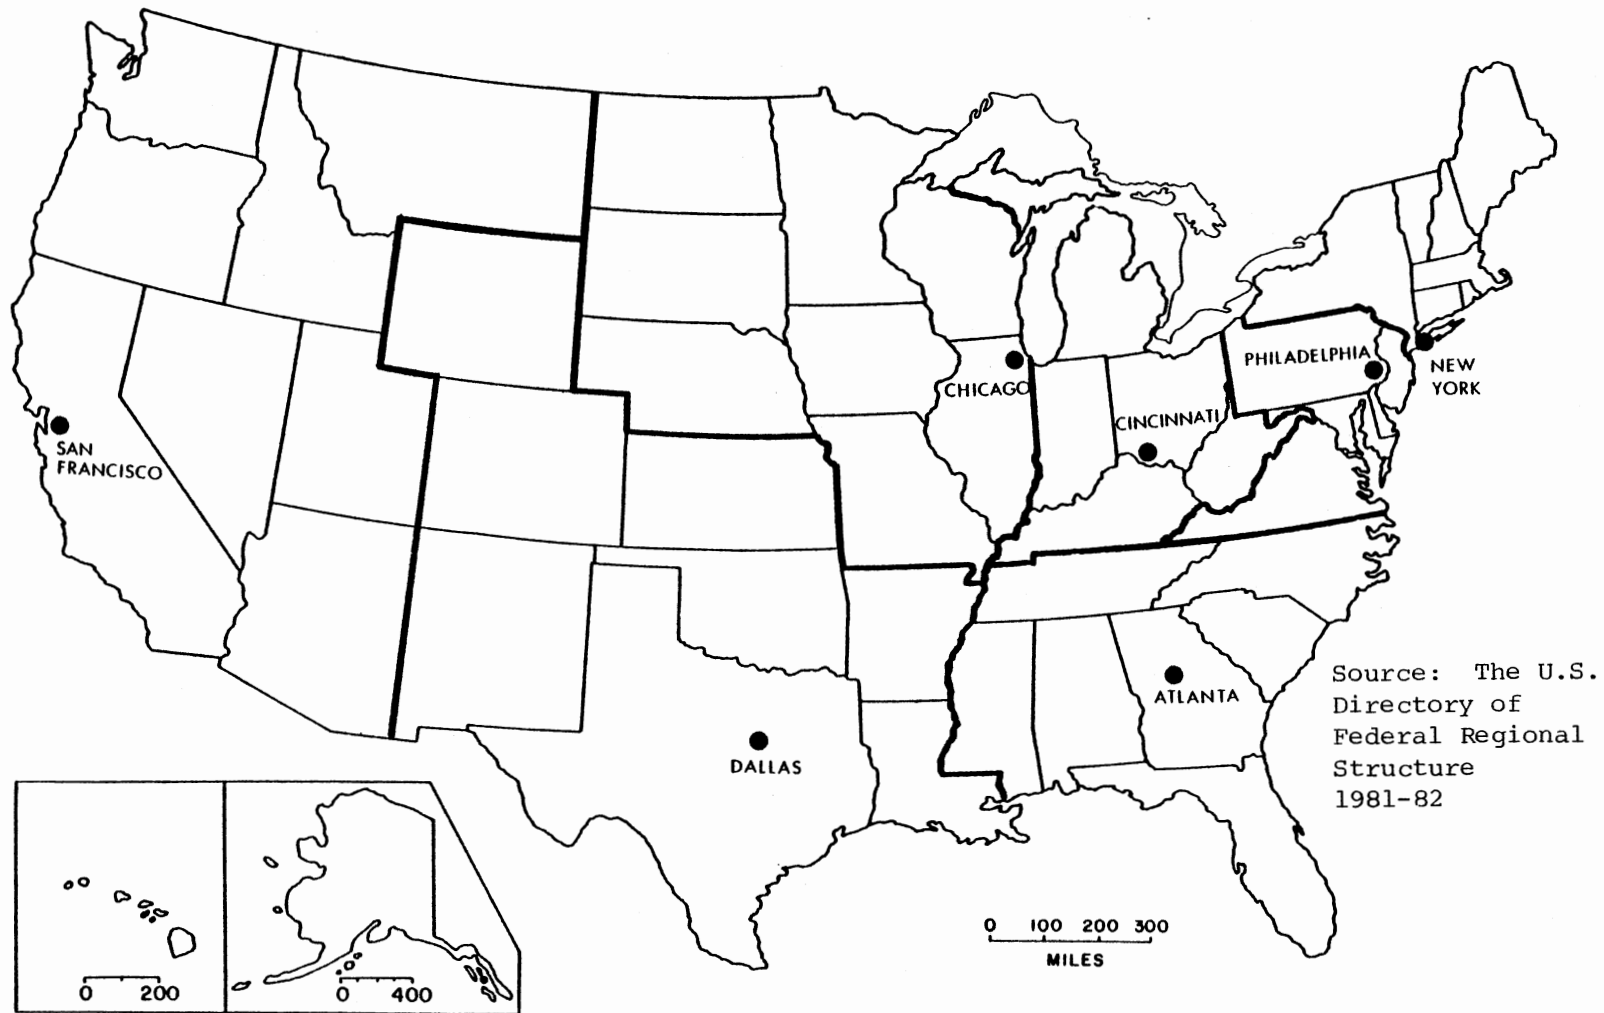 PHILADELPHIA
NEW
YORK
CHICAGO
CINCINNATI
SAN
FRANCISCO
ATLANTA
DALLAS
Source: The U.S.
Directory of
Federal Regional
Structure
1981-82
0 100 200 300
MILES
0 200
0 400